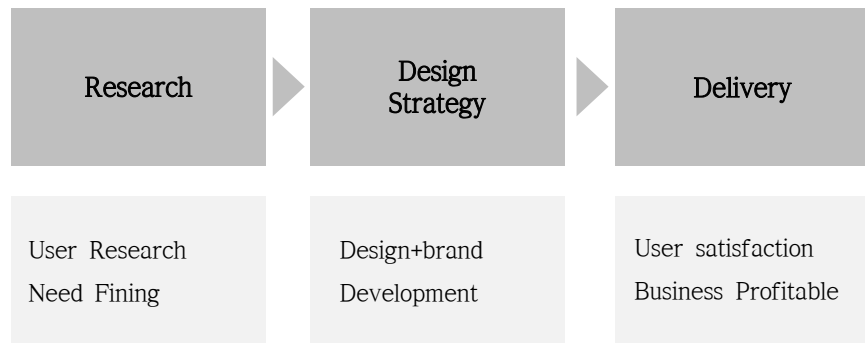 Research
Design
Strategy
Delivery
User Research
Need Fining
Design+brand
Development
User satisfaction
Business Profitable